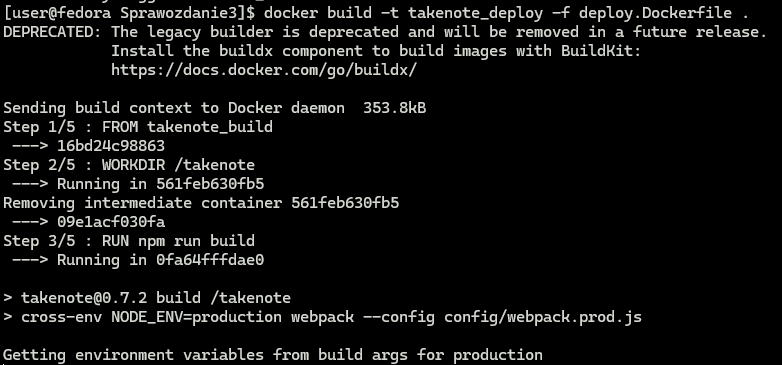 [user@fedora Sprawozdanie3]$ docker build -t takenote_deploy -f deploy.Dockerfile .
DEPRECATED: The legacy builder is deprecated and will be removed in a future release.
            Install the buildx component to build images with BuildKit:
            https://docs.docker.com/go/buildx/

Sending build context to Docker daemon  353.8kB
Step 1/5 : FROM takenote_build
 ---> 16bd24c98863
Step 2/5 : WORKDIR /takenote
 ---> Running in 561feb630fb5
Removing intermediate container 561feb630fb5
 ---> 09e1acf030fa
Step 3/5 : RUN npm run build
 ---> Running in 0fa64fffdae0

> takenote@0.7.2 build /takenote
> cross-env NODE_ENV=production webpack --config config/webpack.prod.js

Getting environment variables from build args for production